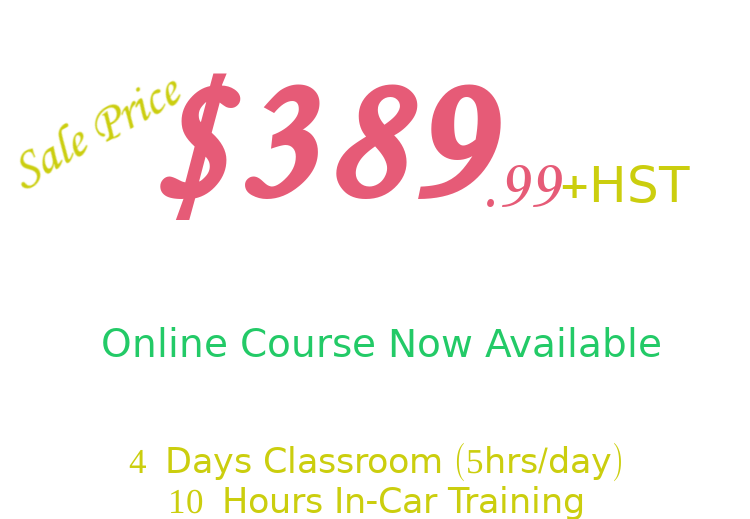 Sale Price $389.99+HST
Online Course Now Available
4 Days Classroom (5hrs/day)
10 Hours In-Car Training